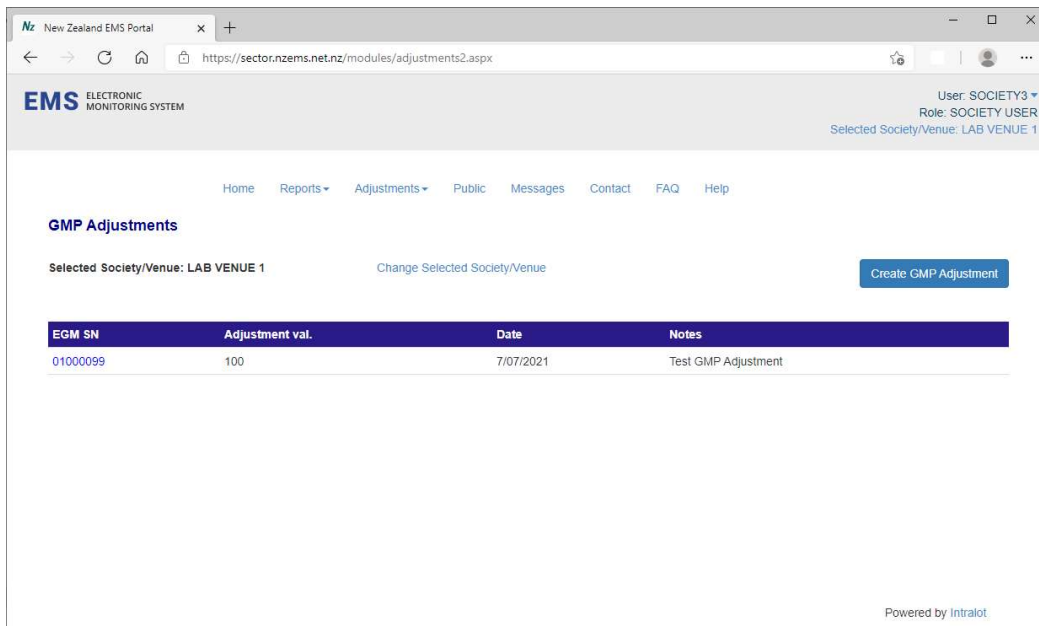 Nz New Zealand EMS Portal
https://sector.nzems.net.nz/modules/adjustments2.aspx
EMS ELECTRONIC MONITORING SYSTEM
User: SOCIETY3
Role: SOCIETY USER
Selected Society/Venue: LAB VENUE 1
Home Reports Adjustments Public Messages Contact FAQ Help
GMP Adjustments
Selected Society/Venue: LAB VENUE 1 Change Selected Society/Venue Create GMP Adjustment
EGM SN Adjustment val. Date Notes
01000099 100 7/07/2021 Test GMP Adjustment
Powered by Intralot